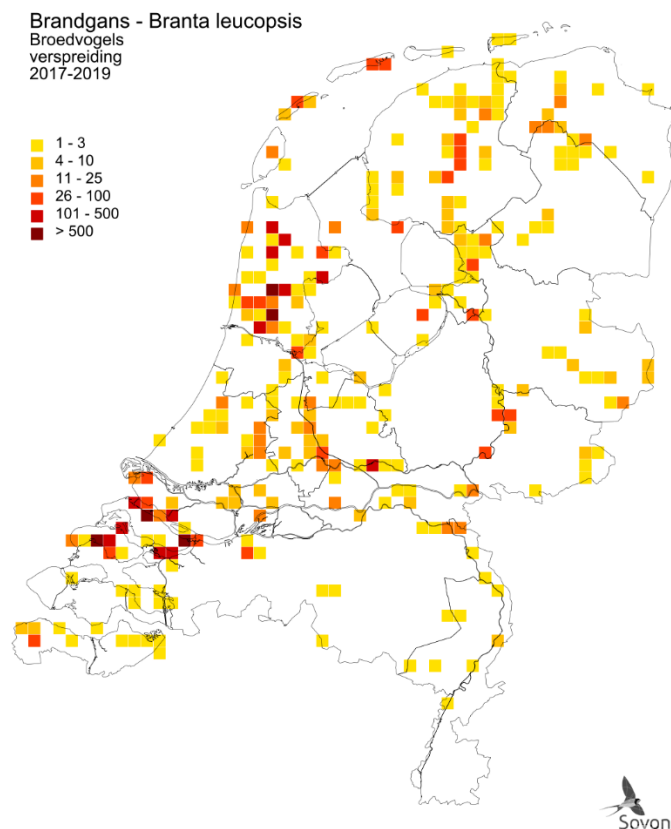 Brandgans - Branta leucopsis
Broedvogels
verspreiding
2017-2019
1 - 3
4 - 10
11 - 25
26 - 100
101 - 500
> 500
Sovon